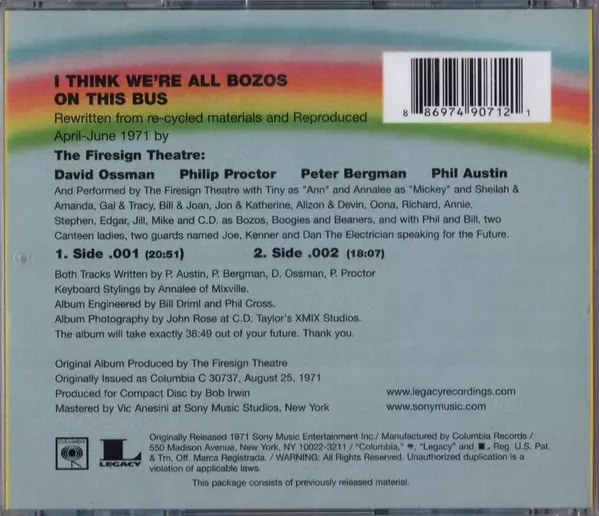 I THINK WE'RE ALL BOZOS
ON THIS BUS
Rewritten from re-cycled materials and Reproduced
April-June 1971 by
The Firesign Theatre:
David Ossman Philip Proctor Peter Bergman Phil Austin
And Performed by The Firesign Theatre with Tiny as "Ann" and Annalee as "Mickey" and Sheilah &
Amanda, Gai & Tracy, Bill & Joan, Jon & Katherine, Alizon & Devin, Oona, Richard, Annie,
Stephen, Edgar, Jill, Mike and C.D. as Bozos, Boogies and Beaners, and with Phil and Bill, two
Canteen ladies, two guards named Joe, Kenner and Dan The Electrician speaking for the Future.
1. Side .001 (20:51) 2. Side .002 (18:07)
Both Tracks Written by P. Austin, P. Bergman, D. Ossman, P. Proctor
Keyboard Stylings by Annalee of Mixville.
Album Engineered by Bill Driml and Phil Cross.
Album Photography by John Rose at C.D. Taylor's XMIX Studios.
The album will take exactly 38:49 out of your future. Thank you.
Original Album Produced by The Firesign Theatre
Originally Issued as Columbia C 30737, August 25, 1971
Produced for Compact Disc by Bob Irwin
Mastered by Vic Anesini at Sony Music Studios, New York
www.legacyrecordings.com
www.sonymusic.com
8 86974 90712 1
COLUMBIA
LEGACY
Originally Released 1971 Sony Music Entertainment Inc./ Manufactured by Columbia Records /
550 Madison Avenue, New York, NY 10022-3211 / "Columbia," , "Legacy" and L Reg. U.S. Pat.
& Tm. Off. Marca Registrada. / WARNING: All Rights Reserved. Unauthorized duplication is a
violation of applicable laws.
This package consists of previously released material.